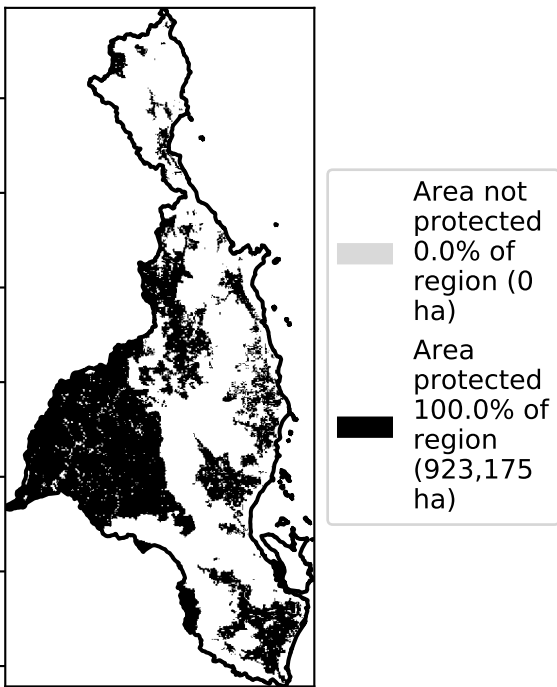 Area not
protected
0.0% of
region (0
ha)
Area
protected
100.0% of
region
(923,175
ha)